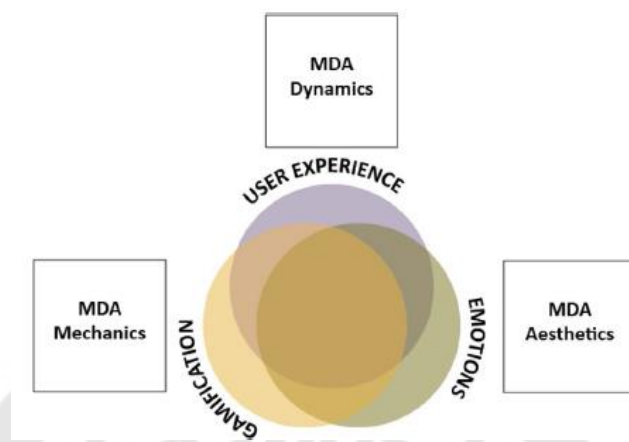 MDA
Dynamics
USER EXPERIENCE
MDA
Mechanics
GAMIFICATION
EMOTIONS
MDA
Aesthetics